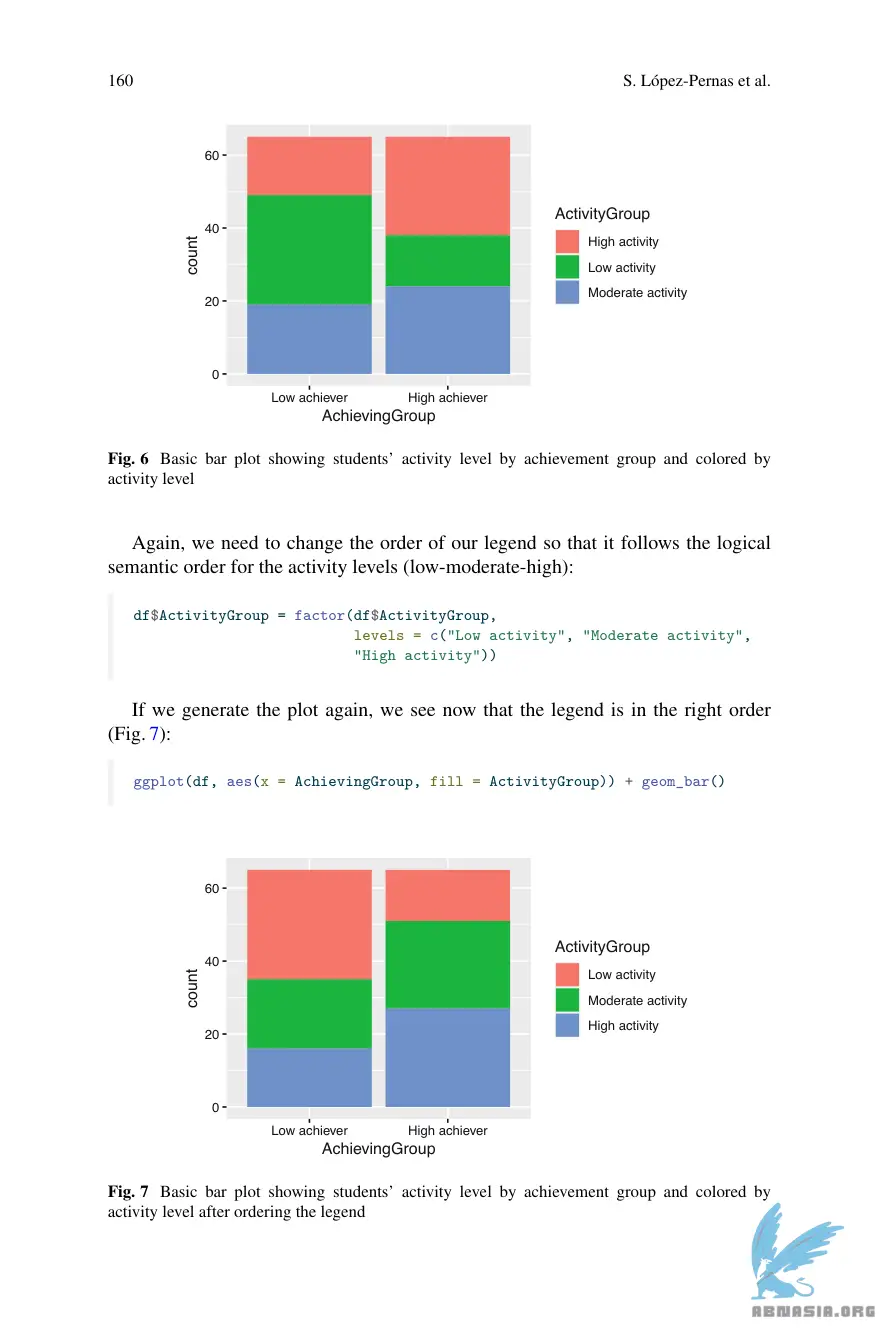 160 S. López-Pernas et al.
60
40
20
0
count
Low achiever High achiever
AchievingGroup
ActivityGroup
High activity
Low activity
Moderate activity
Fig. 6 Basic bar plot showing students’ activity level by achievement group and colored by
activity level
Again, we need to change the order of our legend so that it follows the logical
semantic order for the activity levels (low-moderate-high):
df$ActivityGroup = factor(df$ActivityGroup,
levels = c("Low activity", "Moderate activity",
"High activity"))
If we generate the plot again, we see now that the legend is in the right order
(Fig. 7):
ggplot(df, aes(x = AchievingGroup, fill = ActivityGroup)) + geom_bar()
60
40
20
0
count
Low achiever High achiever
AchievingGroup
ActivityGroup
Low activity
Moderate activity
High activity
Fig. 7 Basic bar plot showing students’ activity level by achievement group and colored by
activity level after ordering the legend
ABNASIA.ORG